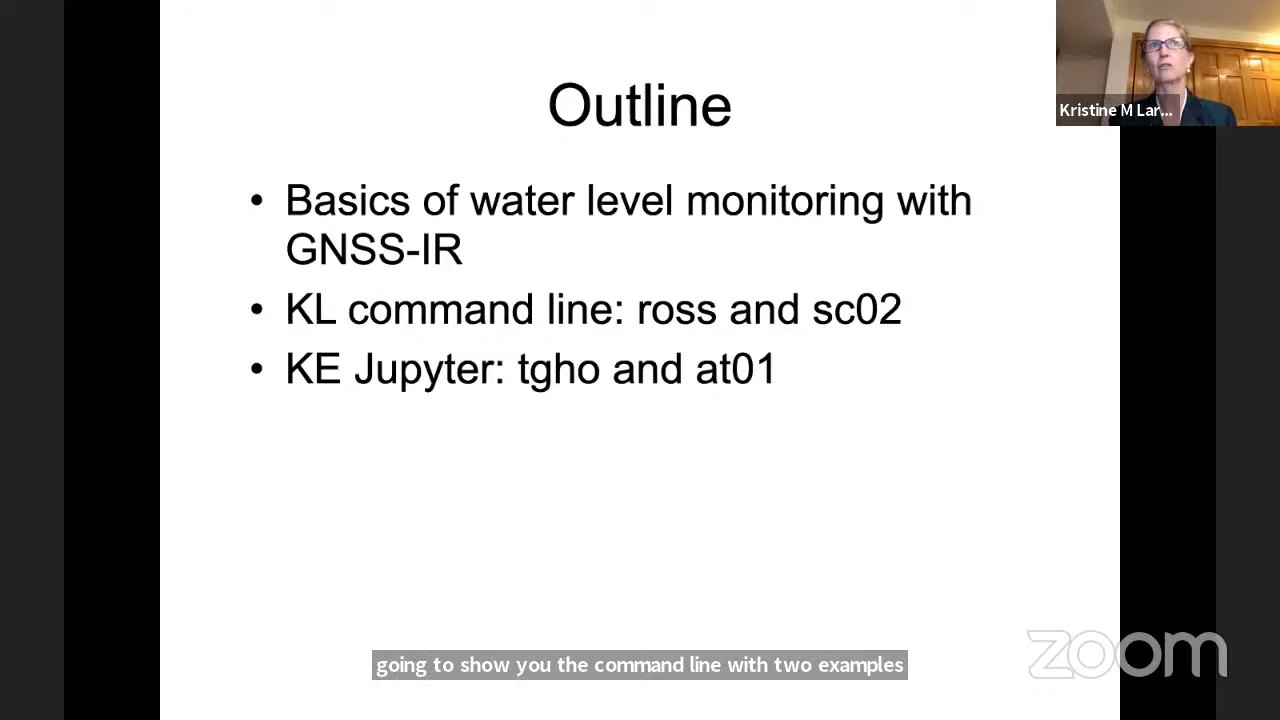 Outline
Kristine M Lar...
• Basics of water level monitoring with
GNSS-IR
• KL command line: ross and sc02
• KE Jupyter: tgho and at01
going to show you the command line with two examples
zoom